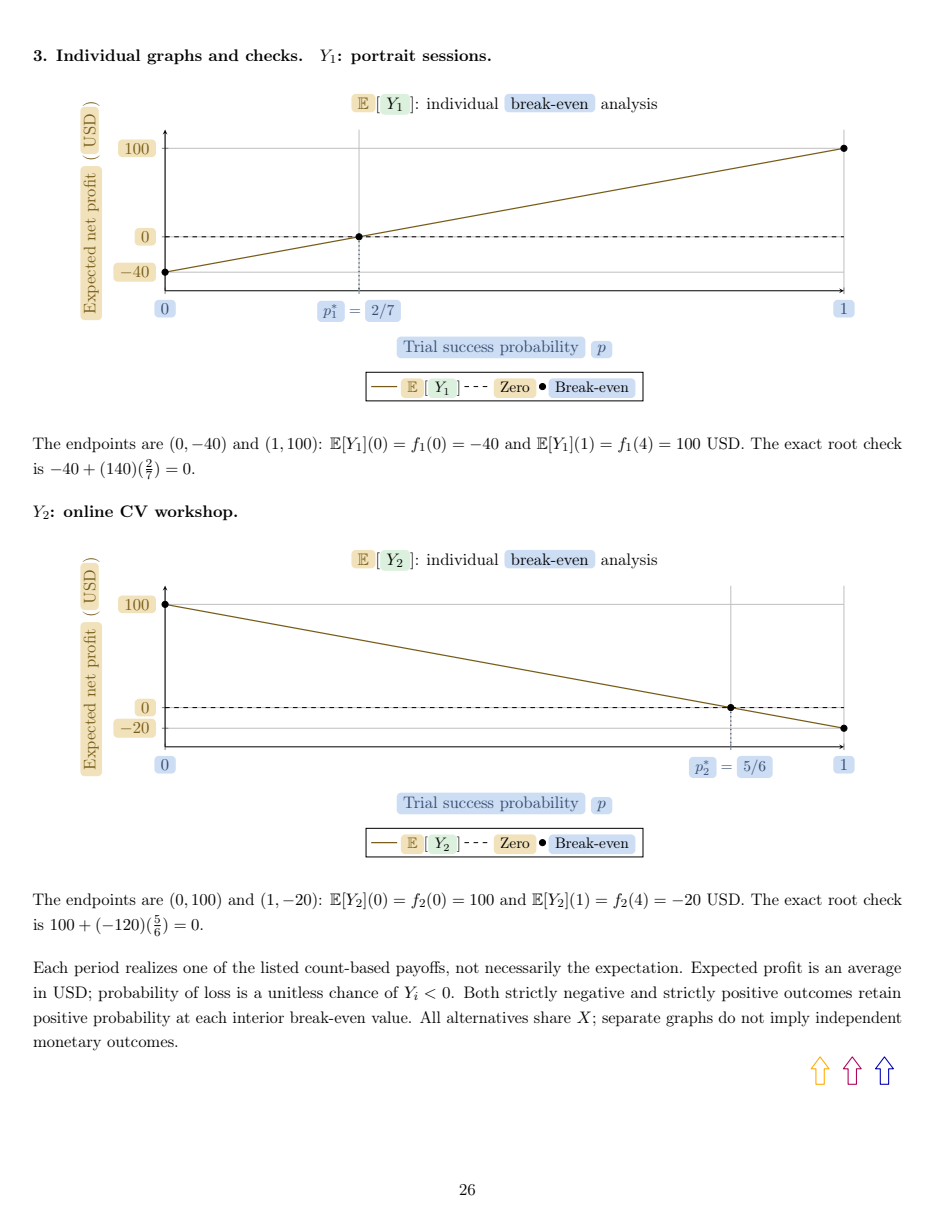 3. Individual graphs and checks. Y₁: portrait sessions.
𝔼[Y₁]: individual break-even analysis
Expected net profit (USD)
100
0
−40
0
p₁* = 2/7
1
Trial success probability p
𝔼[Y₁] Zero Break-even
The endpoints are (0, −40) and (1, 100): 𝔼[Y₁](0) = f₁(0) = −40 and 𝔼[Y₁](1) = f₁(4) = 100 USD. The exact root check
is −40 + (140)(2/7) = 0.
Y₂: online CV workshop.
𝔼[Y₂]: individual break-even analysis
Expected net profit (USD)
100
0
−20
0
p₂* = 5/6
1
Trial success probability p
𝔼[Y₂] Zero Break-even
The endpoints are (0, 100) and (1, −20): 𝔼[Y₂](0) = f₂(0) = 100 and 𝔼[Y₂](1) = f₂(4) = −20 USD. The exact root check
is 100 + (−120)(5/6) = 0.
Each period realizes one of the listed count-based payoffs, not necessarily the expectation. Expected profit is an average
in USD; probability of loss is a unitless chance of Yᵢ < 0. Both strictly negative and strictly positive outcomes retain
positive probability at each interior break-even value. All alternatives share X; separate graphs do not imply independent
monetary outcomes.
26